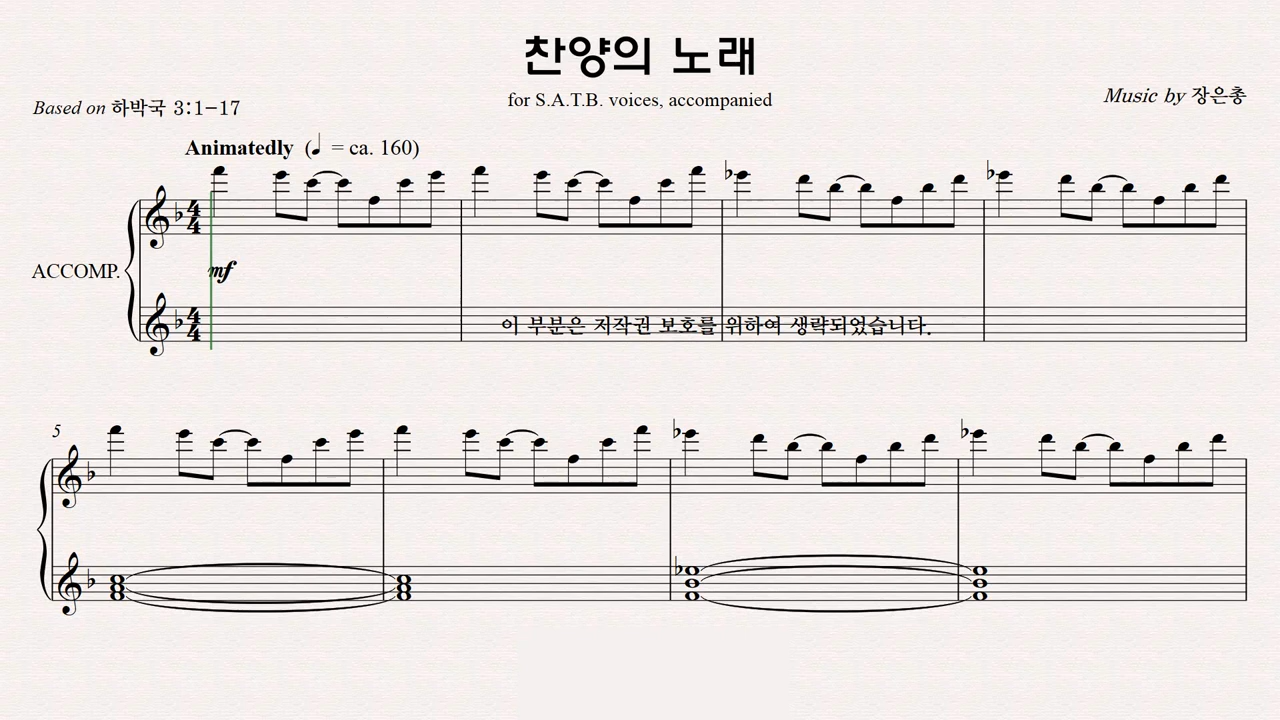 찬양의 노래
for S.A.T.B. voices, accompanied
Based on 하박국 3:1–17
Music by 장은총
Animatedly (♩ = ca. 160)
ACCOMP.
mf
이 부분은 저작권 보호를 위하여 생략되었습니다.
5